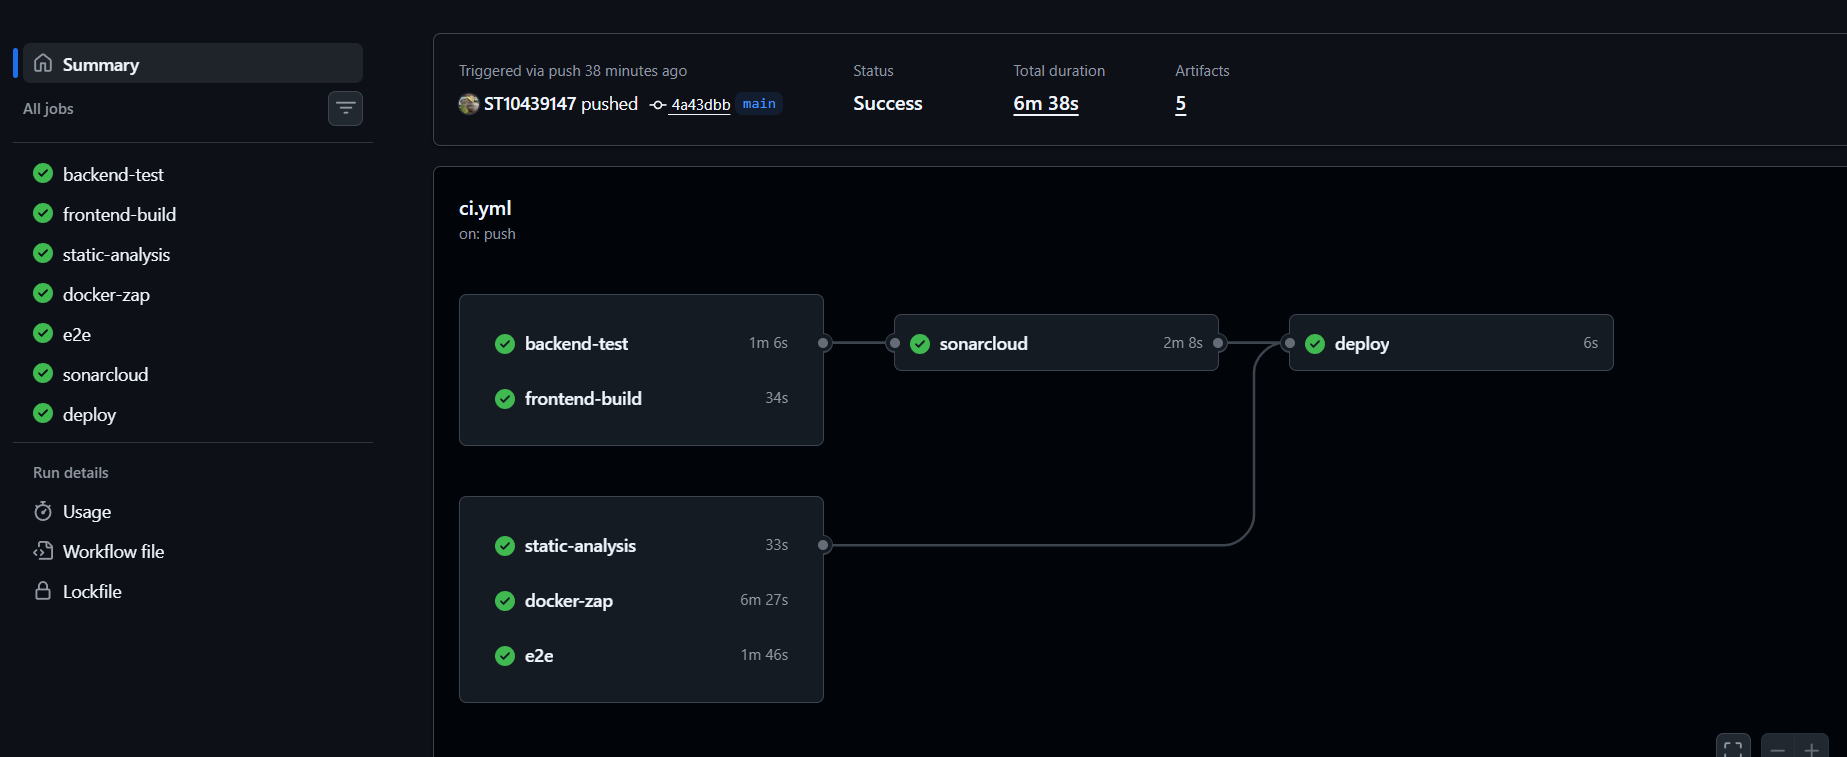 Summary
All jobs
backend-test
frontend-build
static-analysis
docker-zap
e2e
sonarcloud
deploy
Run details
Usage
Workflow file
Lockfile
Triggered via push 38 minutes ago
ST10439147 pushed 4a43dbb main
Status
Success
Total duration
6m 38s
Artifacts
5
ci.yml
on: push
backend-test 1m 6s
frontend-build 34s
sonarcloud 2m 8s
deploy 6s
static-analysis 33s
docker-zap 6m 27s
e2e 1m 46s